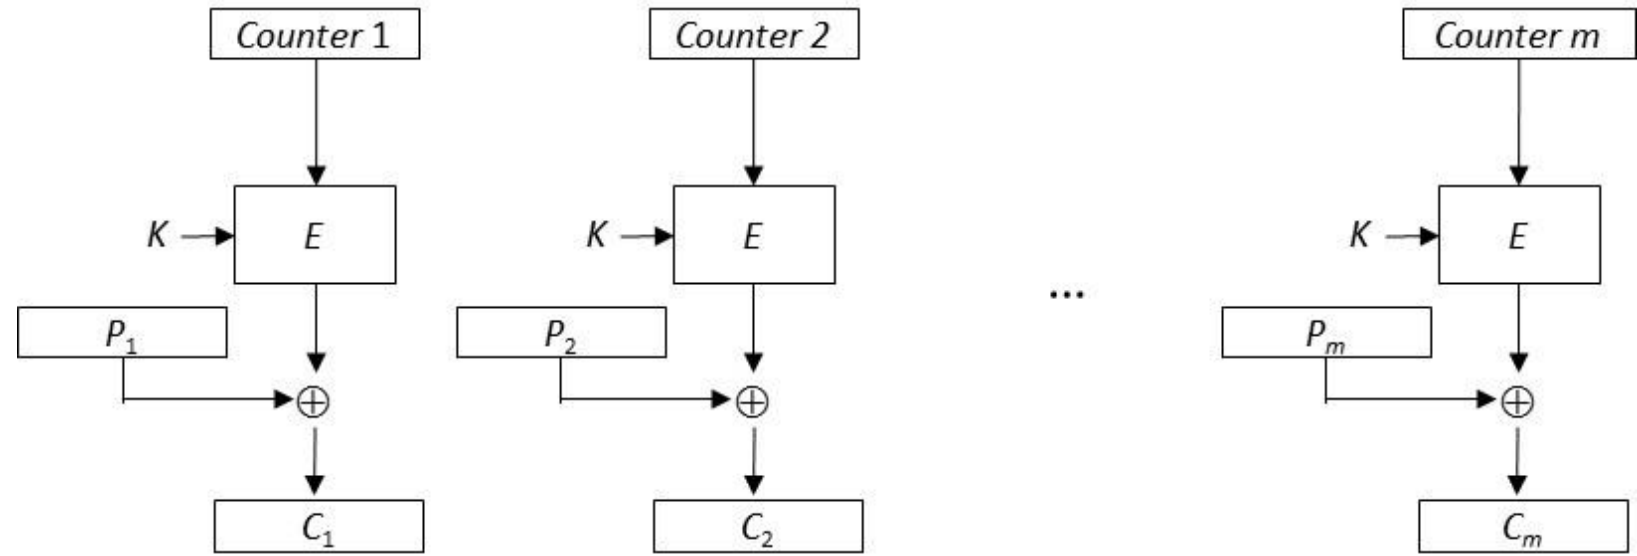 Counter 1 Counter 2 Counter m
K E K E K E
...
P1 P2 Pm
⊕ ⊕ ⊕
C1 C2 Cm